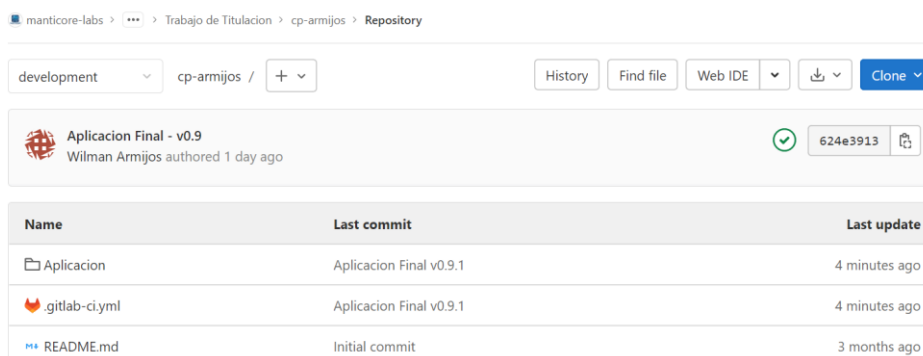 manticore-labs > ••• > Trabajo de Titulacion > cp-armijos > Repository
development cp-armijos / + History Find file Web IDE Clone
Aplicacion Final - v0.9
Wilman Armijos authored 1 day ago
624e3913
Name Last commit Last update
Aplicacion Aplicacion Final v0.9.1 4 minutes ago
.gitlab-ci.yml Aplicacion Final v0.9.1 4 minutes ago
M↓ README.md Initial commit 3 months ago